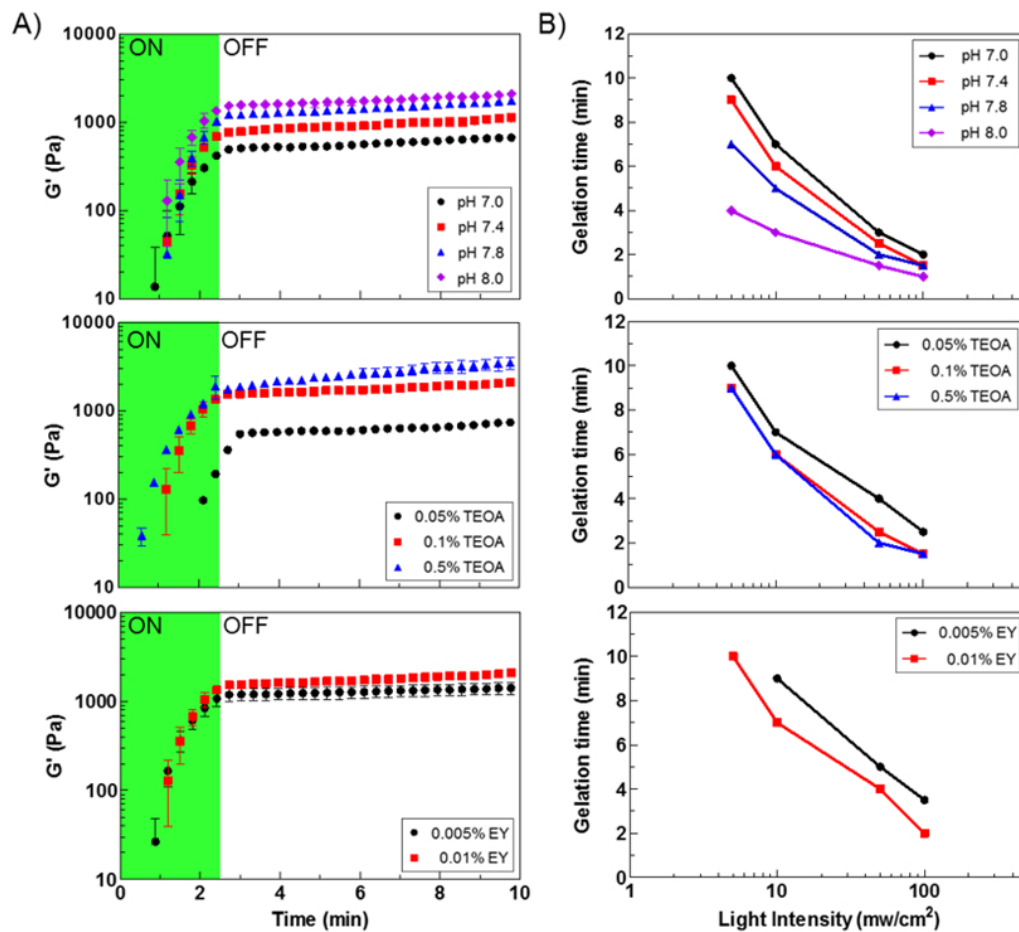 A)
ON OFF
G' (Pa)
10000
1000
100
10
pH 7.0
pH 7.4
pH 7.8
pH 8.0
ON OFF
G' (Pa)
10000
1000
100
10
0.05% TEOA
0.1% TEOA
0.5% TEOA
ON OFF
G' (Pa)
10000
1000
100
10
0.005% EY
0.01% EY
0 2 4 6 8 10
Time (min)
B)
Gelation time (min)
12
10
8
6
4
2
0
pH 7.0
pH 7.4
pH 7.8
pH 8.0
Gelation time (min)
12
10
8
6
4
2
0
0.05% TEOA
0.1% TEOA
0.5% TEOA
Gelation time (min)
12
10
8
6
4
2
0
0.005% EY
0.01% EY
1 10 100
Light Intensity (mw/cm²)